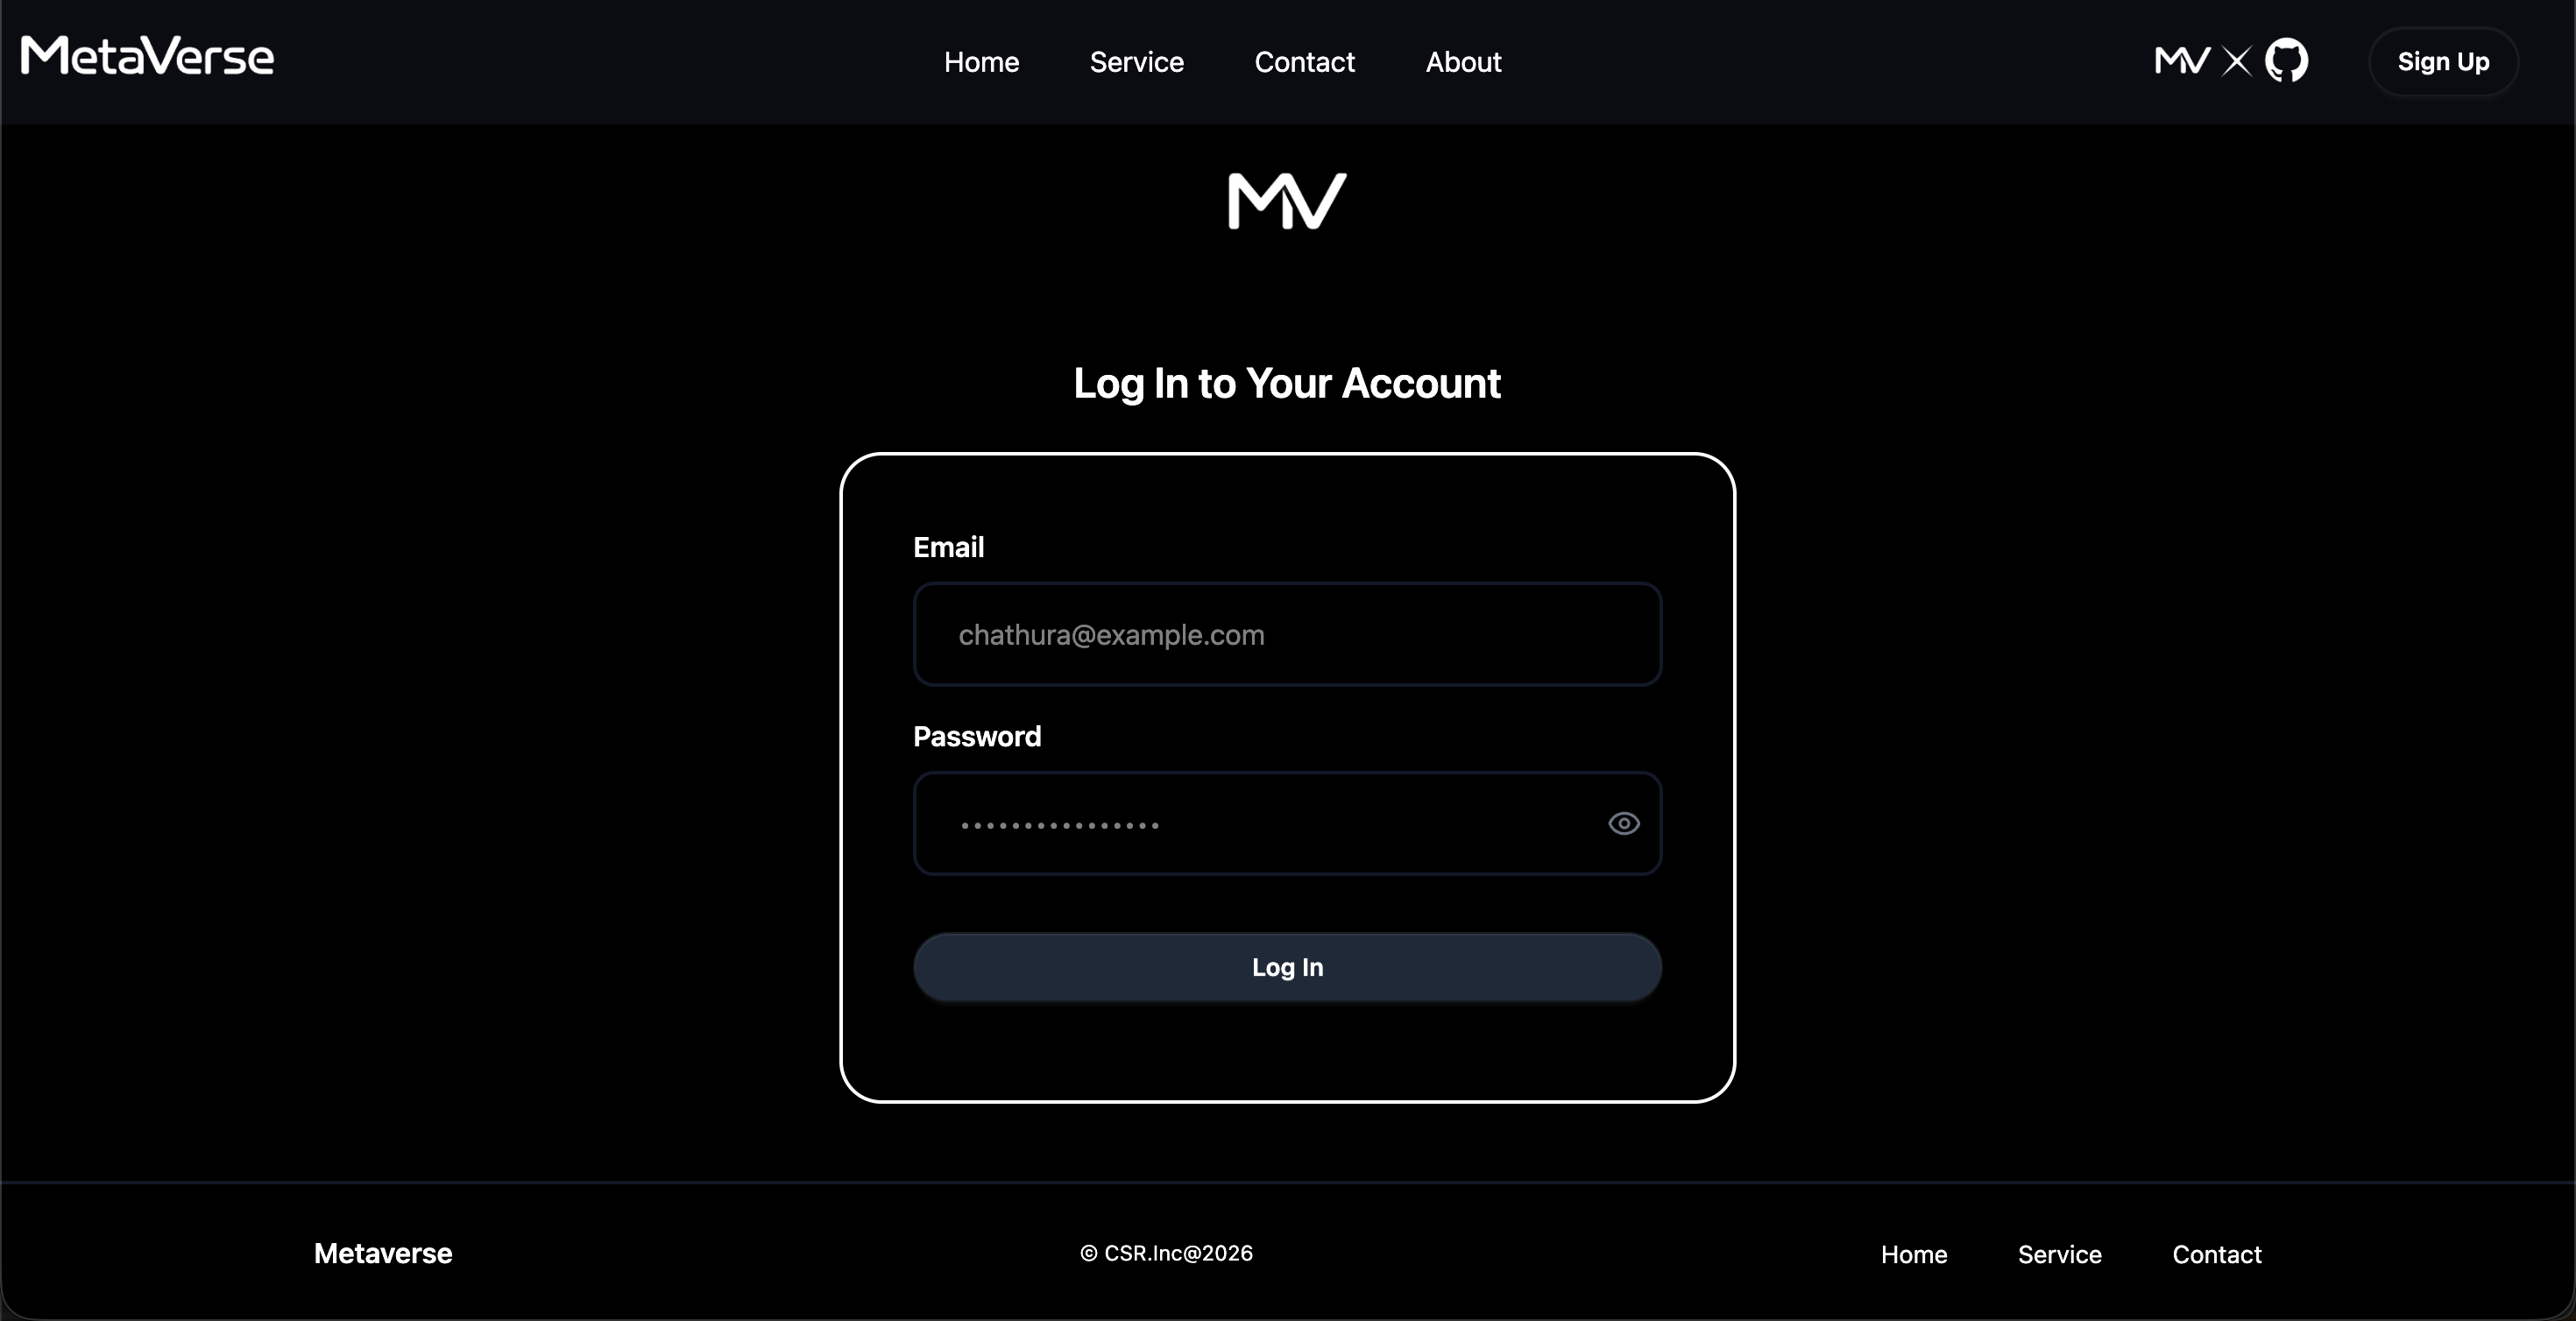 MetaVerse
Home Service Contact About
MV
Sign Up
MV
Log In to Your Account
Email
chathura@example.com
Password
Log In
Metaverse
© CSR.Inc@2026
Home Service Contact